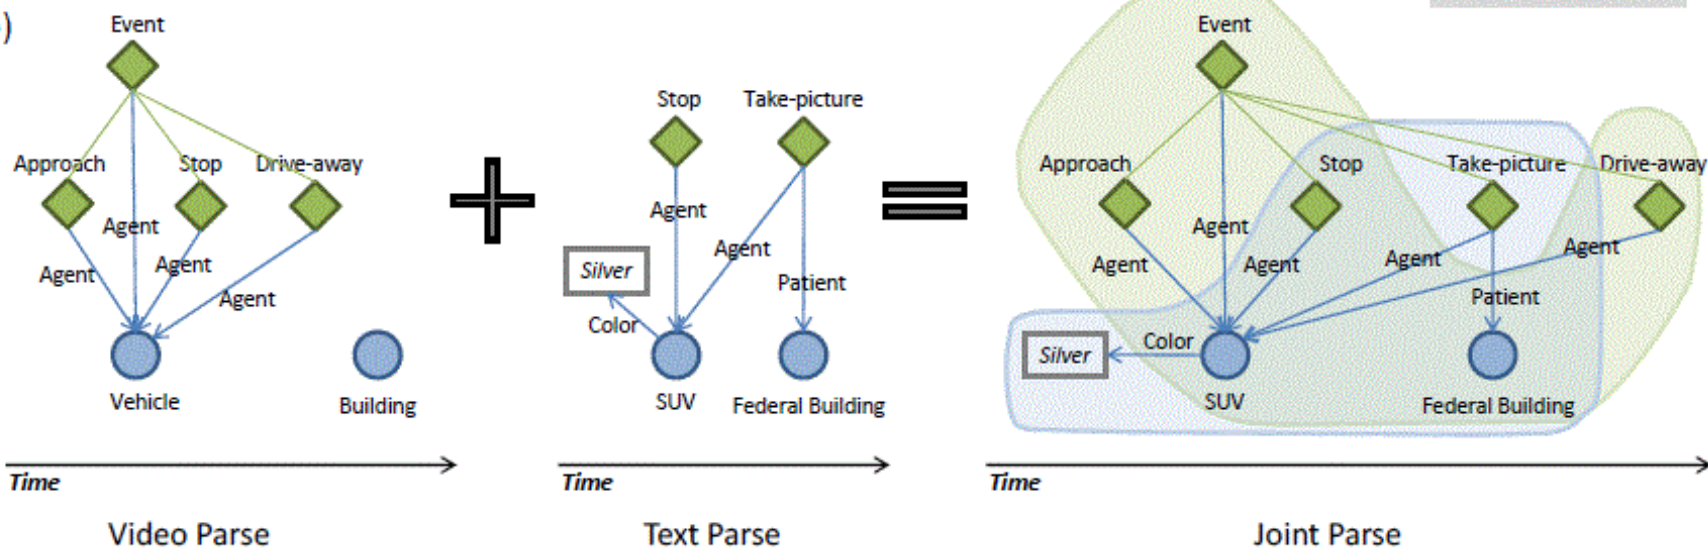 )
Event
Approach
Stop
Drive-away
Agent
Agent
Agent
Agent
Vehicle
Building
Time
Video Parse
Stop
Take-picture
Agent
Agent
Silver
Patient
Color
SUV
Federal Building
Time
Text Parse
Event
Approach
Stop
Take-picture
Drive-away
Agent
Agent
Agent
Agent
Agent
Patient
Silver
Color
SUV
Federal Building
Time
Joint Parse